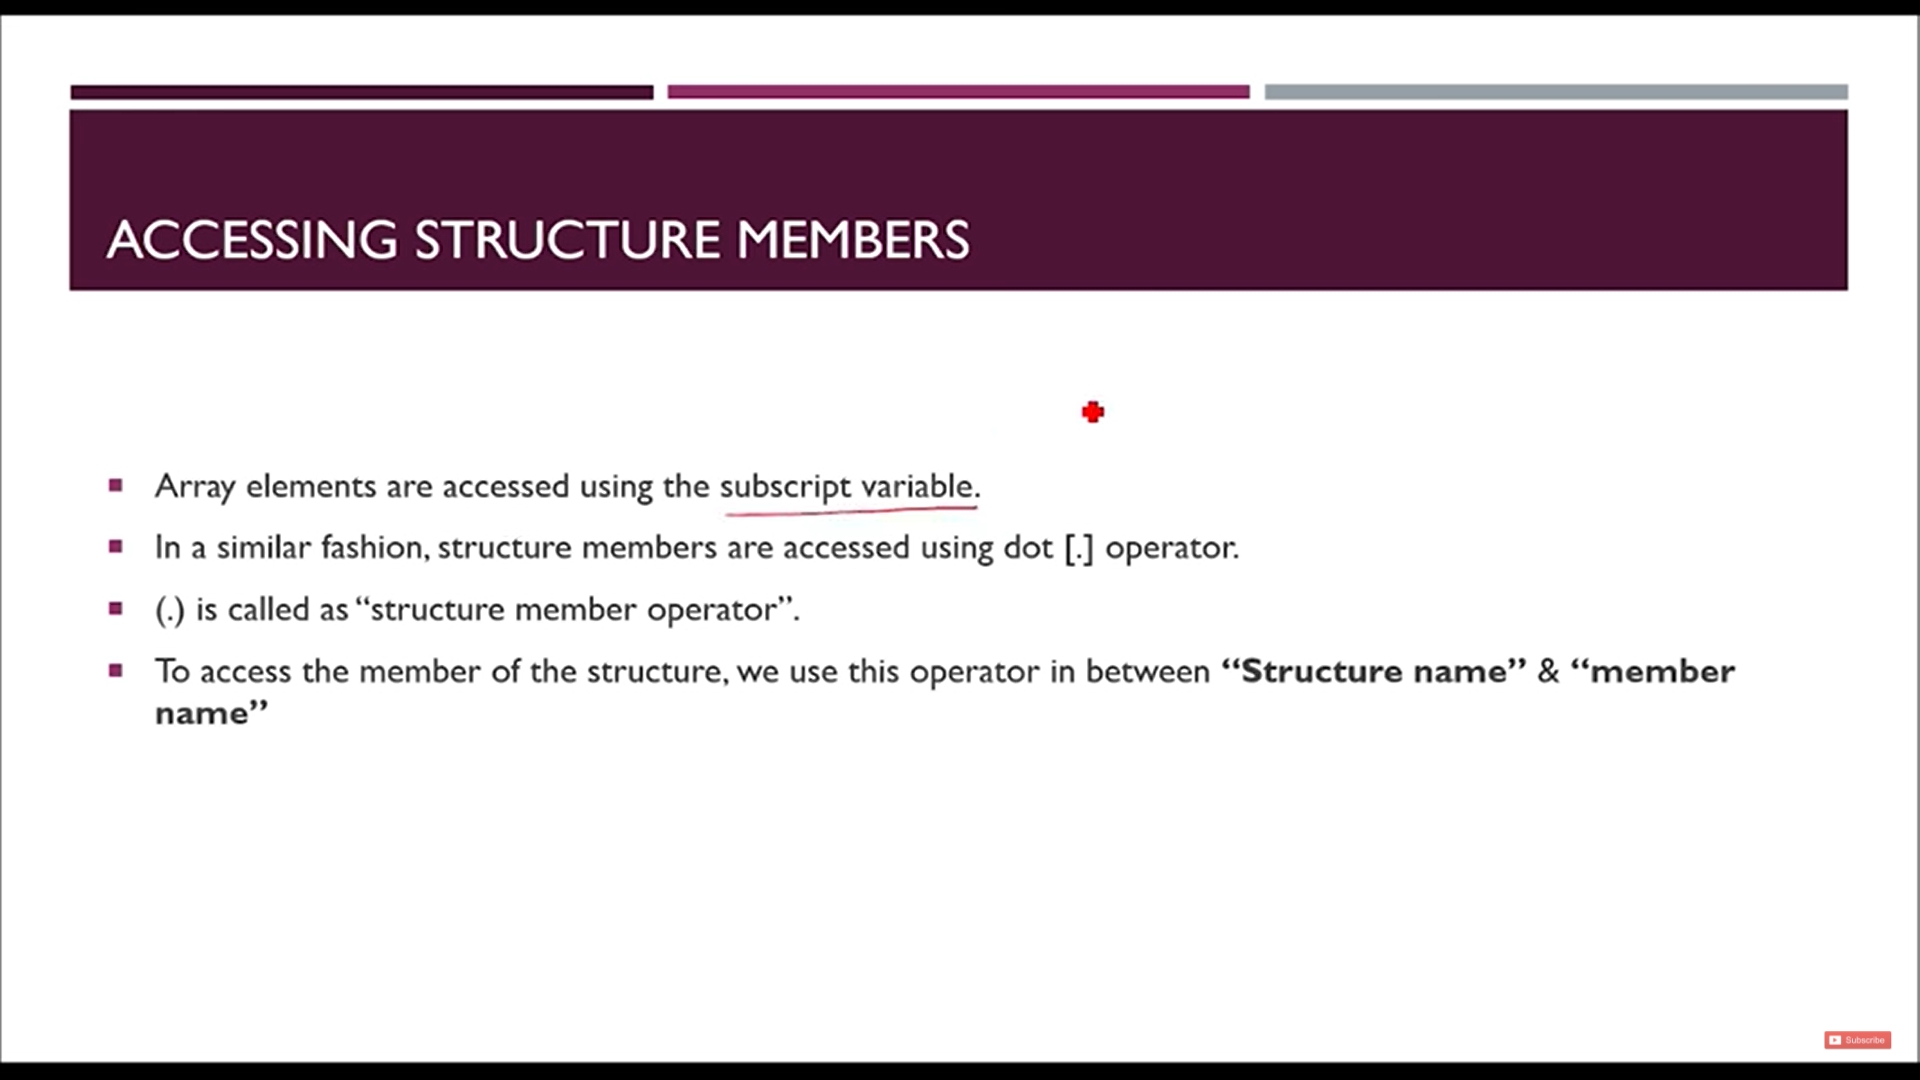 ACCESSING STRUCTURE MEMBERS
Array elements are accessed using the subscript variable.
In a similar fashion, structure members are accessed using dot [.] operator.
(.) is called as “structure member operator”.
To access the member of the structure, we use this operator in between “Structure name” & “member
name”
Subscribe